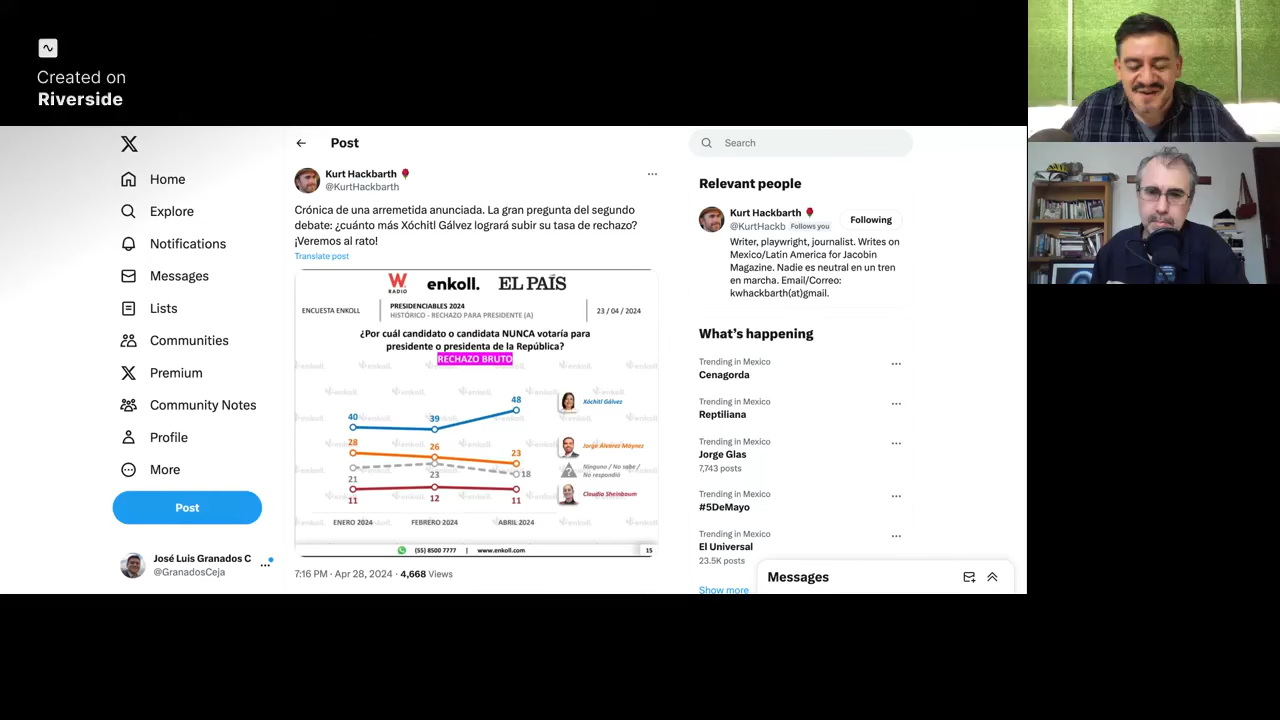 Created on
Riverside
Home
Explore
Notifications
Messages
Lists
Communities
Premium
Community Notes
Profile
More
Post
José Luis Granados C
@GranadosCeja
Post
Kurt Hackbarth
@KurtHackbarth
Crónica de una arremetida anunciada. La gran pregunta del segundo
debate: ¿cuánto más Xóchitl Gálvez logrará subir su tasa de rechazo?
¡Veremos al rato!
Translate post
W RADIO enkoll. EL PAÍS
ENCUESTA ENKOLL
PRESIDENCIABLES 2024
HISTÓRICO - RECHAZO PARA PRESIDENTE (A)
23 / 04 / 2024
¿Por cuál candidato o candidata NUNCA votaría para
presidente o presidenta de la República?
RECHAZO BRUTO
40 39 48
Xóchitl Gálvez
28 26 23
Jorge Álvarez Máynez
21 23 18
Ninguno / No sabe /
No respondió
11 12 11
Claudia Sheinbaum
ENERO 2024 FEBRERO 2024 ABRIL 2024
(55) 8500 7777 | www.enkoll.com
15
7:16 PM · Apr 28, 2024 · 4,668 Views
Search
Relevant people
Kurt Hackbarth
@KurtHackb Follows you
Following
Writer, playwright, journalist. Writes on
Mexico/Latin America for Jacobin
Magazine. Nadie es neutral en un tren
en marcha. Email/Correo:
kwhackbarth(at)gmail.
What's happening
Trending in Mexico
Cenagorda
Trending in Mexico
Reptiliana
Trending in Mexico
Jorge Glas
7,743 posts
Trending in Mexico
#5DeMayo
Trending in Mexico
El Universal
23.5K posts
Show more
Messages